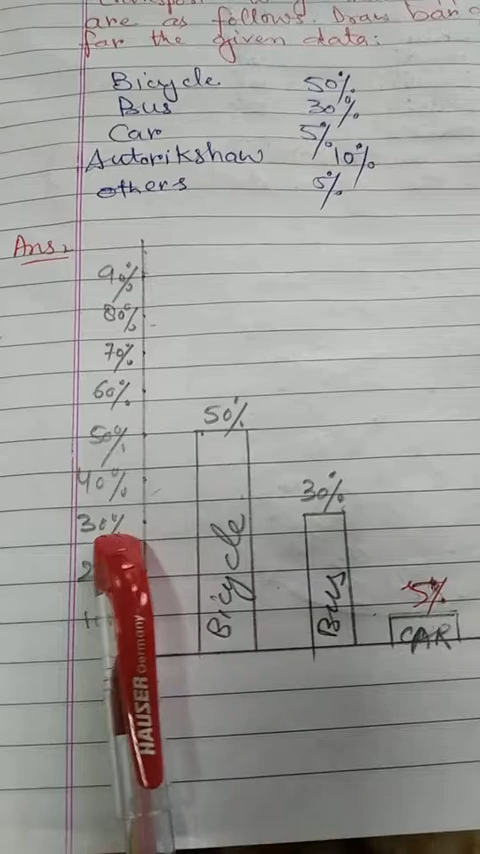 are as follows. Draw bar
for the given data:
Bicycle 50%
Bus 30%
Car 5%
Autorikshaw 10%
others 5%
Ans.
90%
80%
70%
60%
50% 50%
40%
30% 30%
5%
Bicycle Bus CAR
HAUSER Germany